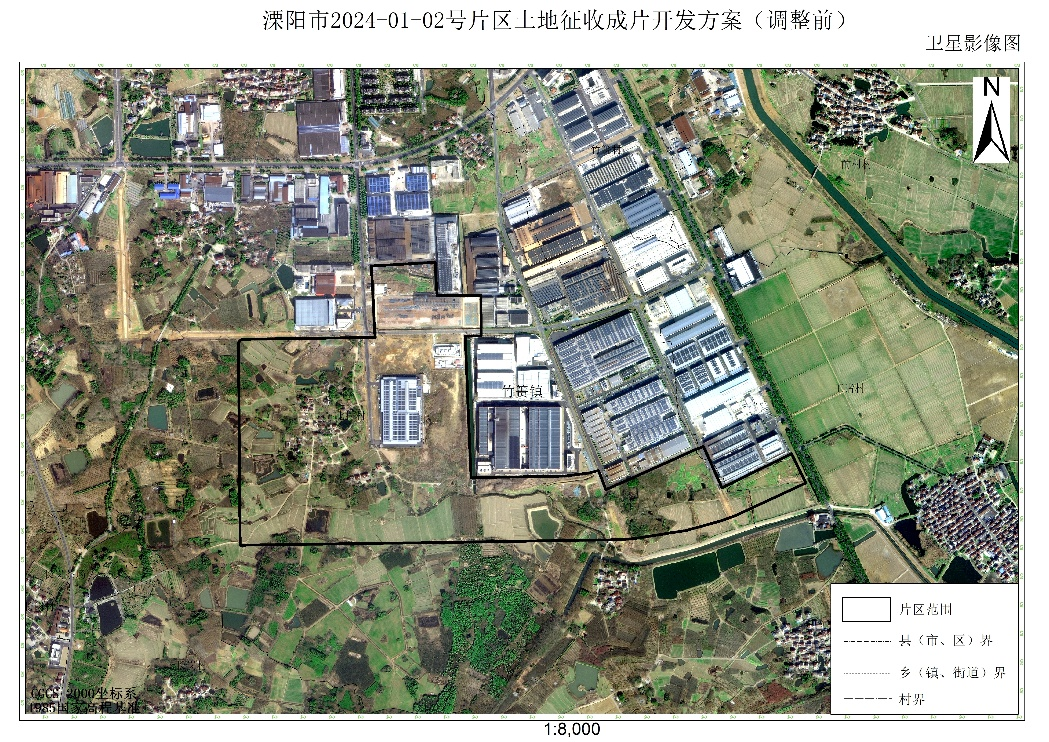 溧阳市2024-01-02号片区土地征收成片开发方案（调整前）
卫星影像图
N
竹箦镇
片区范围
县（市、区）界
乡（镇、街道）界
村界
CGCS 2000坐标系
1985国家高程基准
1:8,000